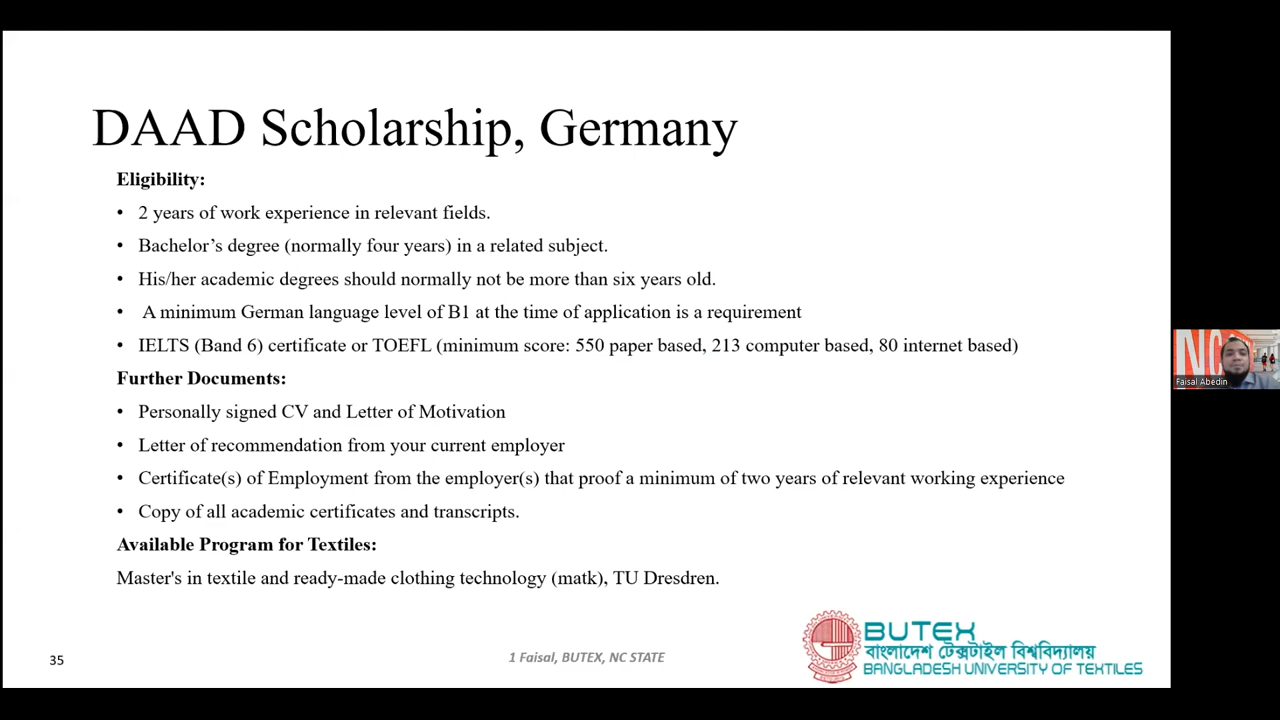 DAAD Scholarship, Germany
Eligibility:
• 2 years of work experience in relevant fields.
• Bachelor’s degree (normally four years) in a related subject.
• His/her academic degrees should normally not be more than six years old.
• A minimum German language level of B1 at the time of application is a requirement
• IELTS (Band 6) certificate or TOEFL (minimum score: 550 paper based, 213 computer based, 80 internet based)
Further Documents:
• Personally signed CV and Letter of Motivation
• Letter of recommendation from your current employer
• Certificate(s) of Employment from the employer(s) that proof a minimum of two years of relevant working experience
• Copy of all academic certificates and transcripts.
Available Program for Textiles:
Master's in textile and ready-made clothing technology (matk), TU Dresdren.
NC
Faisal Abedin
35
1 Faisal, BUTEX, NC STATE
BUTEX
বাংলাদেশ টেক্সটাইল বিশ্ববিদ্যালয়
BANGLADESH UNIVERSITY OF TEXTILES